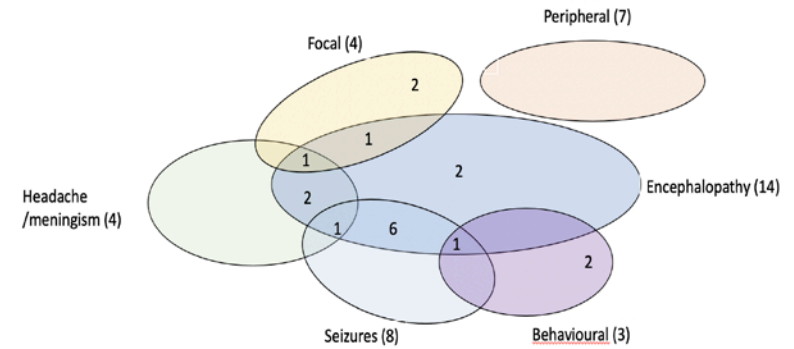 Peripheral (7)
Focal (4)
2
1
1
2
Headache
/meningism (4)
2
Encephalopathy (14)
1
6
1
2
Seizures (8)
Behavioural (3)